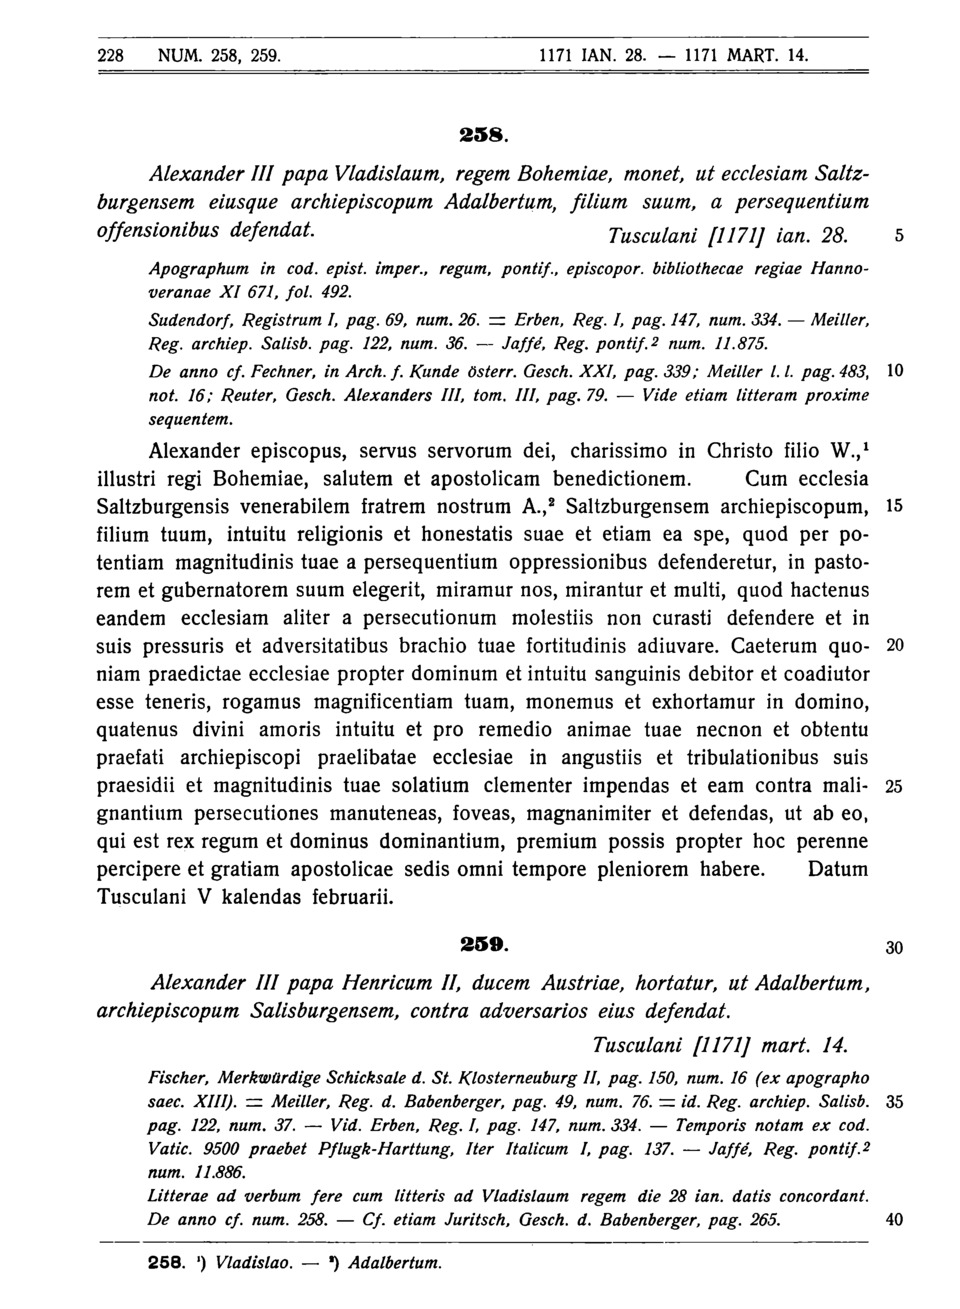 228 NUM. 258, 259. 1171 IAN. 28. — 1171 MART. 14.
258.
Alexander III papa Vladislaum, regem Bohemiae, monet, ut ecclesiam Saltz-
burgensem eiusque archiepiscopum Adalbertum, filium suum, a persequentium
offensionibus defendat. Tusculani [1171] ian. 28. 5
Apographum in cod. epist. imper., regum, pontif., episcopor. bibliothecae regiae Hanno-
veranae XI 671, fol. 492.
Sudendorf, Registrum I, pag. 69, num. 26. = Erben, Reg. I, pag. 147, num. 334. — Meiller,
Reg. archiep. Salisb. pag. 122, num. 36. — Jaffé, Reg. pontif.² num. 11.875.
De anno cf. Fechner, in Arch. f. Kunde österr. Gesch. XXI, pag. 339; Meiller l. l. pag. 483, 10
not. 16; Reuter, Gesch. Alexanders III, tom. III, pag. 79. — Vide etiam litteram proxime
sequentem.
Alexander episcopus, servus servorum dei, charissimo in Christo filio W.,¹
illustri regi Bohemiae, salutem et apostolicam benedictionem. Cum ecclesia
Saltzburgensis venerabilem fratrem nostrum A.,² Saltzburgensem archiepiscopum, 15
filium tuum, intuitu religionis et honestatis suae et etiam ea spe, quod per po-
tentiam magnitudinis tuae a persequentium oppressionibus defenderetur, in pasto-
rem et gubernatorem suum elegerit, miramur nos, mirantur et multi, quod hactenus
eandem ecclesiam aliter a persecutionum molestiis non curasti defendere et in
suis pressuris et adversitatibus brachio tuae fortitudinis adiuvare. Caeterum quo- 20
niam praedictae ecclesiae propter dominum et intuitu sanguinis debitor et coadiutor
esse teneris, rogamus magnificentiam tuam, monemus et exhortamur in domino,
quatenus divini amoris intuitu et pro remedio animae tuae necnon et obtentu
praefati archiepiscopi praelibatae ecclesiae in angustiis et tribulationibus suis
praesidii et magnitudinis tuae solatium clementer impendas et eam contra mali- 25
gnantium persecutiones manuteneas, foveas, magnanimiter et defendas, ut ab eo,
qui est rex regum et dominus dominantium, premium possis propter hoc perenne
percipere et gratiam apostolicae sedis omni tempore pleniorem habere. Datum
Tusculani V kalendas februarii.
259. 30
Alexander III papa Henricum II, ducem Austriae, hortatur, ut Adalbertum,
archiepiscopum Salisburgensem, contra adversarios eius defendat.
Tusculani [1171] mart. 14.
Fischer, Merkwürdige Schicksale d. St. Klosterneuburg II, pag. 150, num. 16 (ex apographo
saec. XIII). = Meiller, Reg. d. Babenberger, pag. 49, num. 76. = id. Reg. archiep. Salisb. 35
pag. 122, num. 37. — Vid. Erben, Reg. I, pag. 147, num. 334. — Temporis notam ex cod.
Vatic. 9500 praebet Pflugk-Harttung, Iter Italicum I, pag. 137. — Jaffé, Reg. pontif.²
num. 11.886.
Litterae ad verbum fere cum litteris ad Vladislaum regem die 28 ian. datis concordant.
De anno cf. num. 258. — Cf. etiam Juritsch, Gesch. d. Babenberger, pag. 265. 40
258. ¹) Vladislao. — ²) Adalbertum.